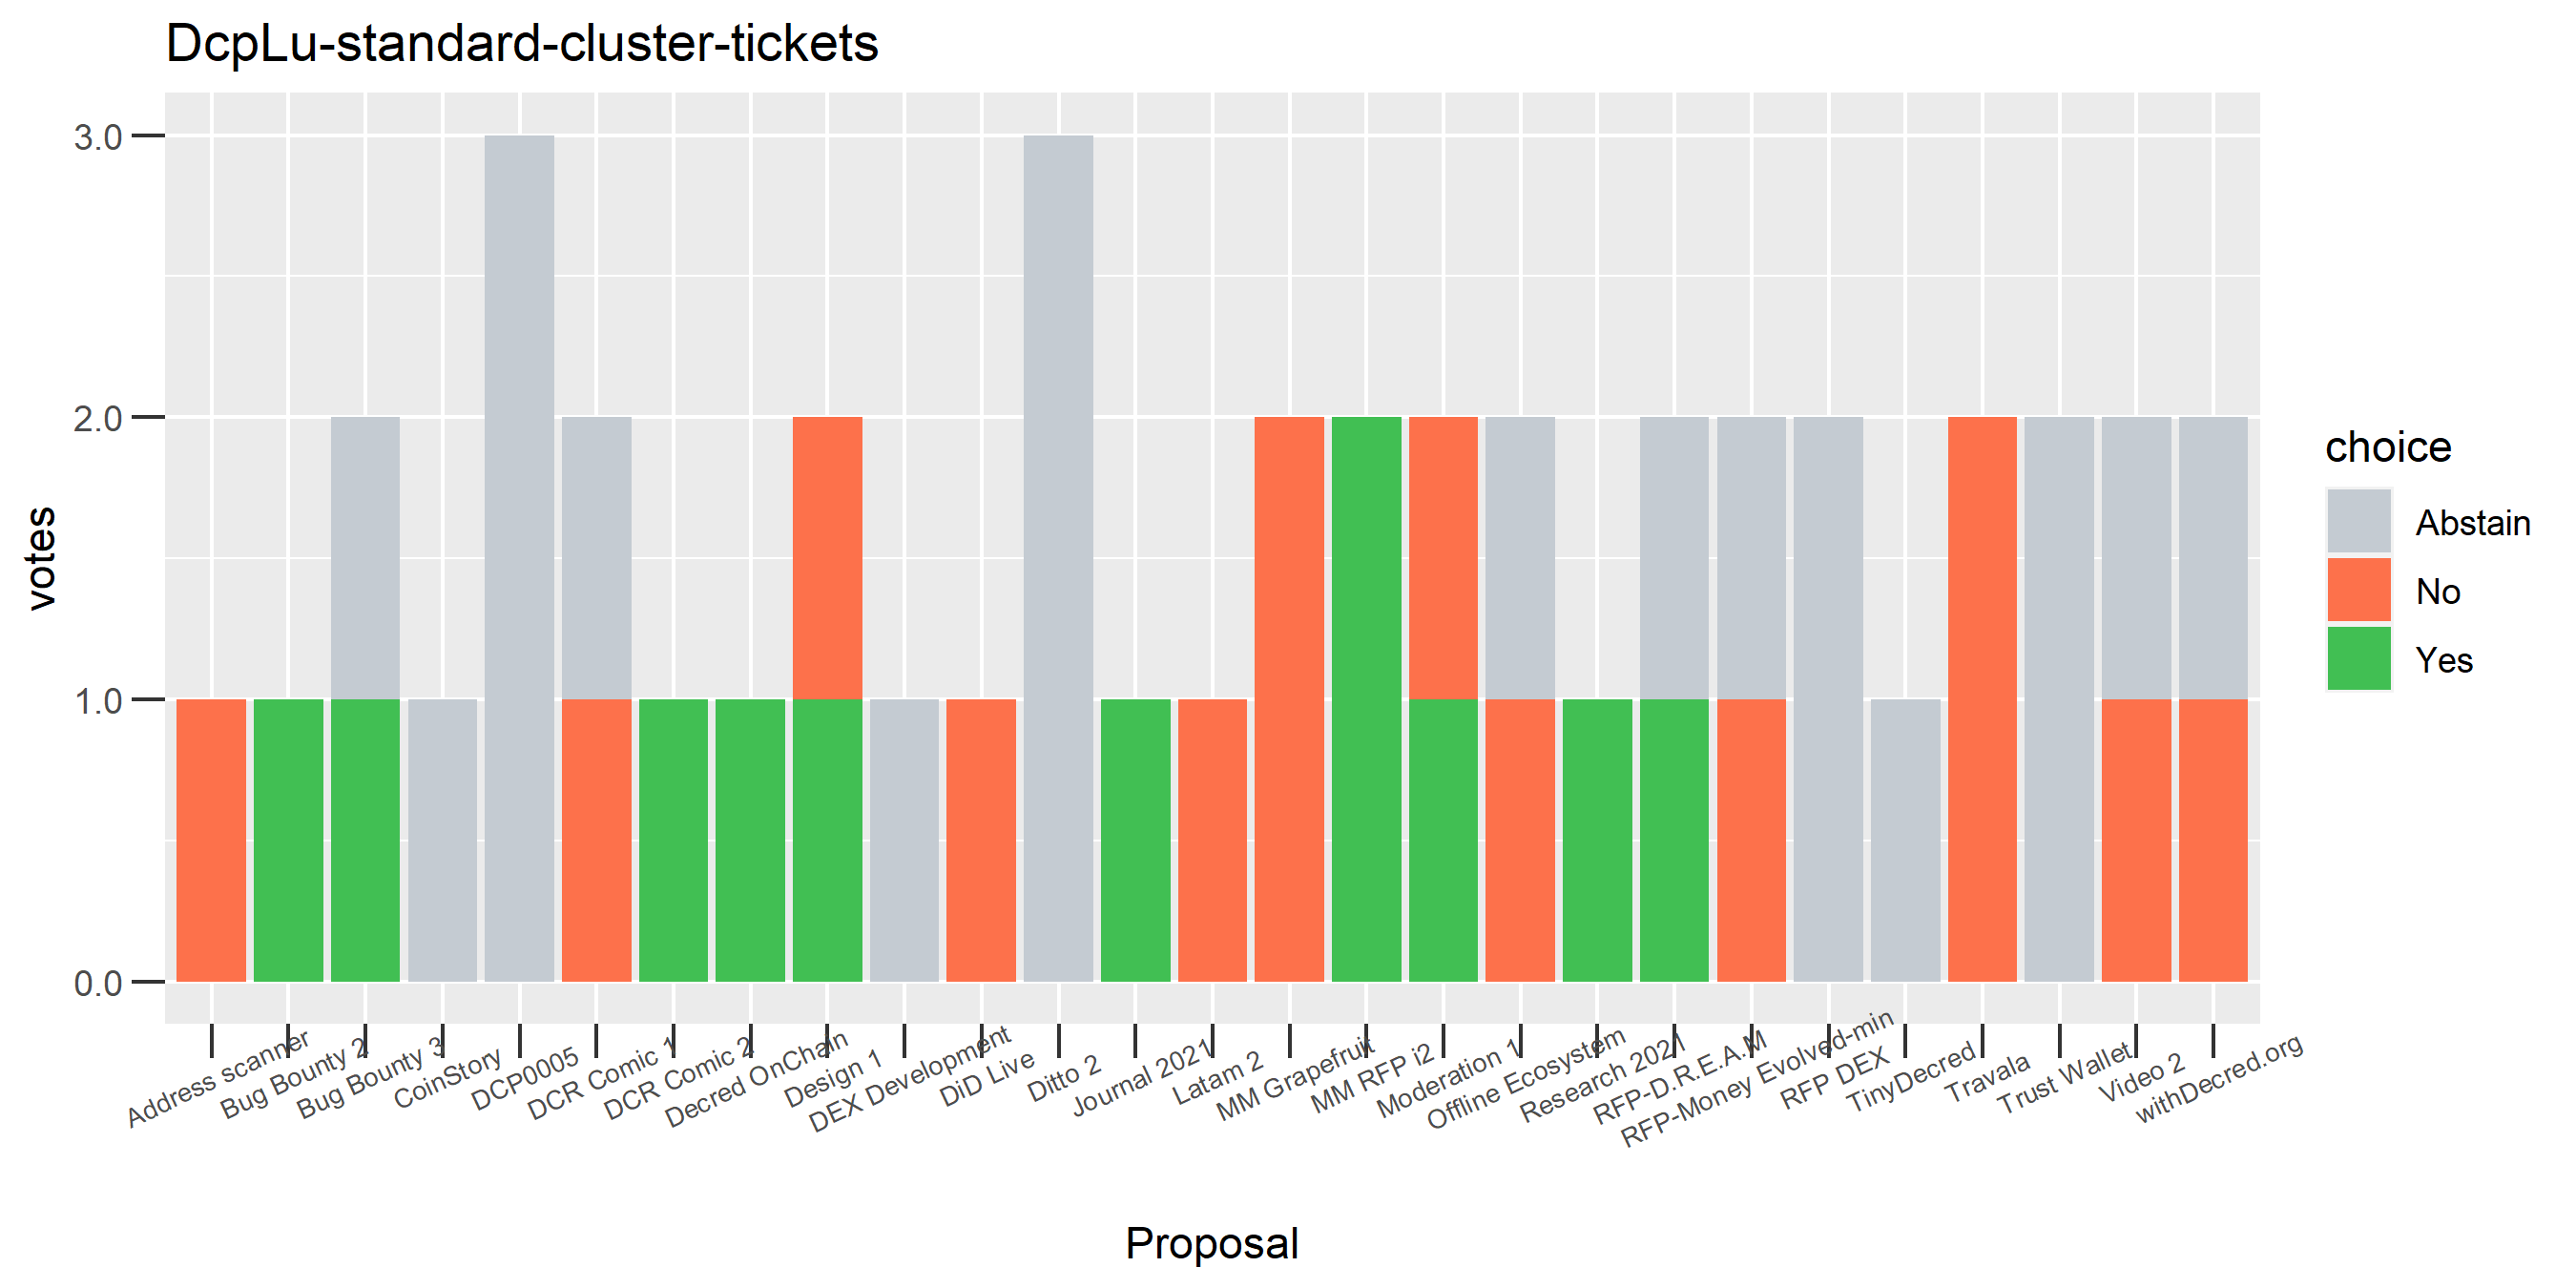 DcpLu-standard-cluster-tickets
3.0
2.0
1.0
0.0
votes
choice
Abstain
No
Yes
Address scanner
Bug Bounty 2
Bug Bounty 3
CoinStory
DCP0005
DCR Comic 1
DCR Comic 2
Decred OnChain
Design 1
DEX Development
DiD Live
Ditto 2
Journal 2021
Latam 2
MM Grapefruit
MM RFP i2
Moderation 1
Offline Ecosystem
Research 2021
RFP-D.R.E.A.M
RFP-Money Evolved-min
RFP DEX
TinyDecred
Travala
Trust Wallet
Video 2
withDecred.org
Proposal